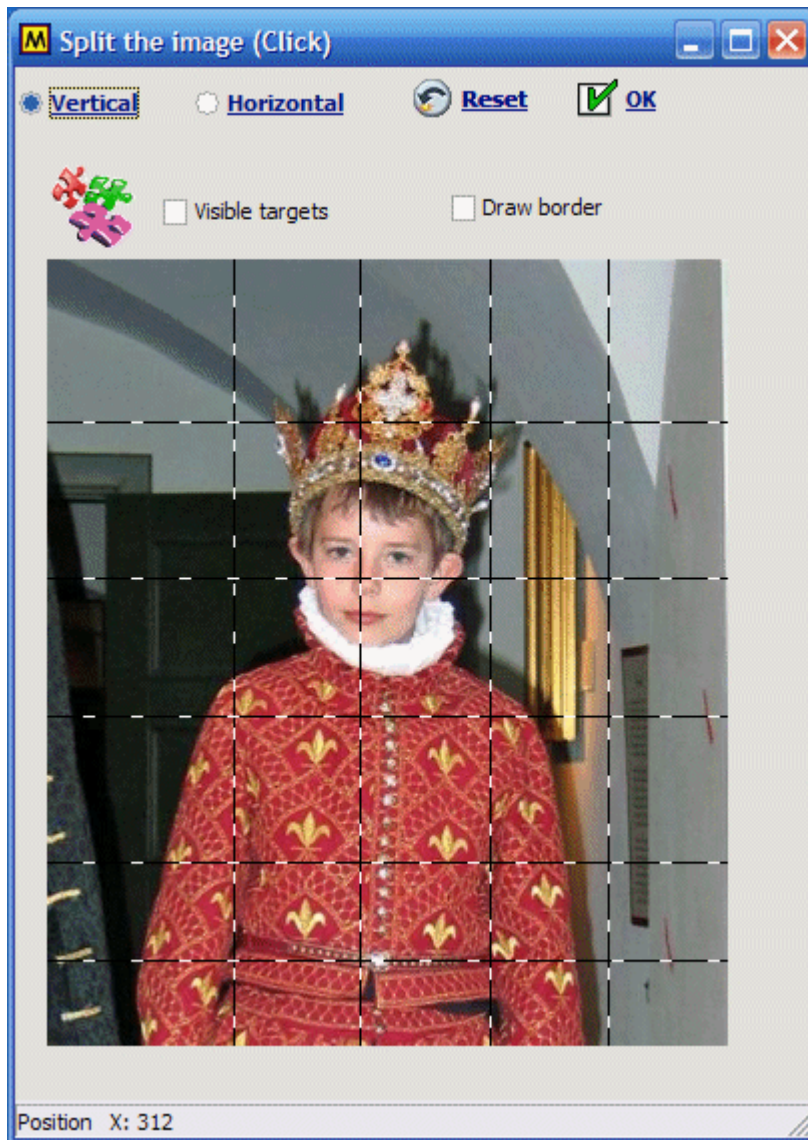 M Split the image (Click)
Vertical Horizontal Reset OK
Visible targets Draw border
Position X: 312